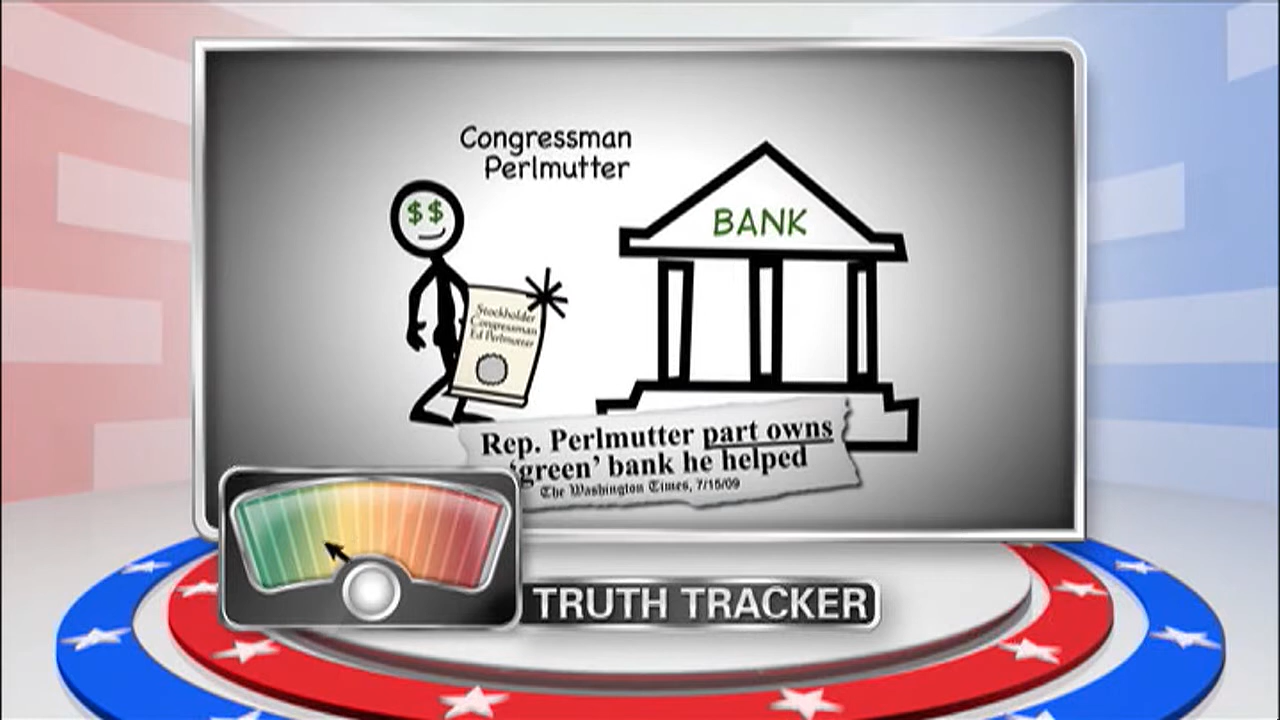 Congressman
Perlmutter
$$
BANK
Stockholder
Congressman
Ed Perlmutter
Rep. Perlmutter part owns
‘green’ bank he helped
The Washington Times, 7/15/09
TRUTH TRACKER